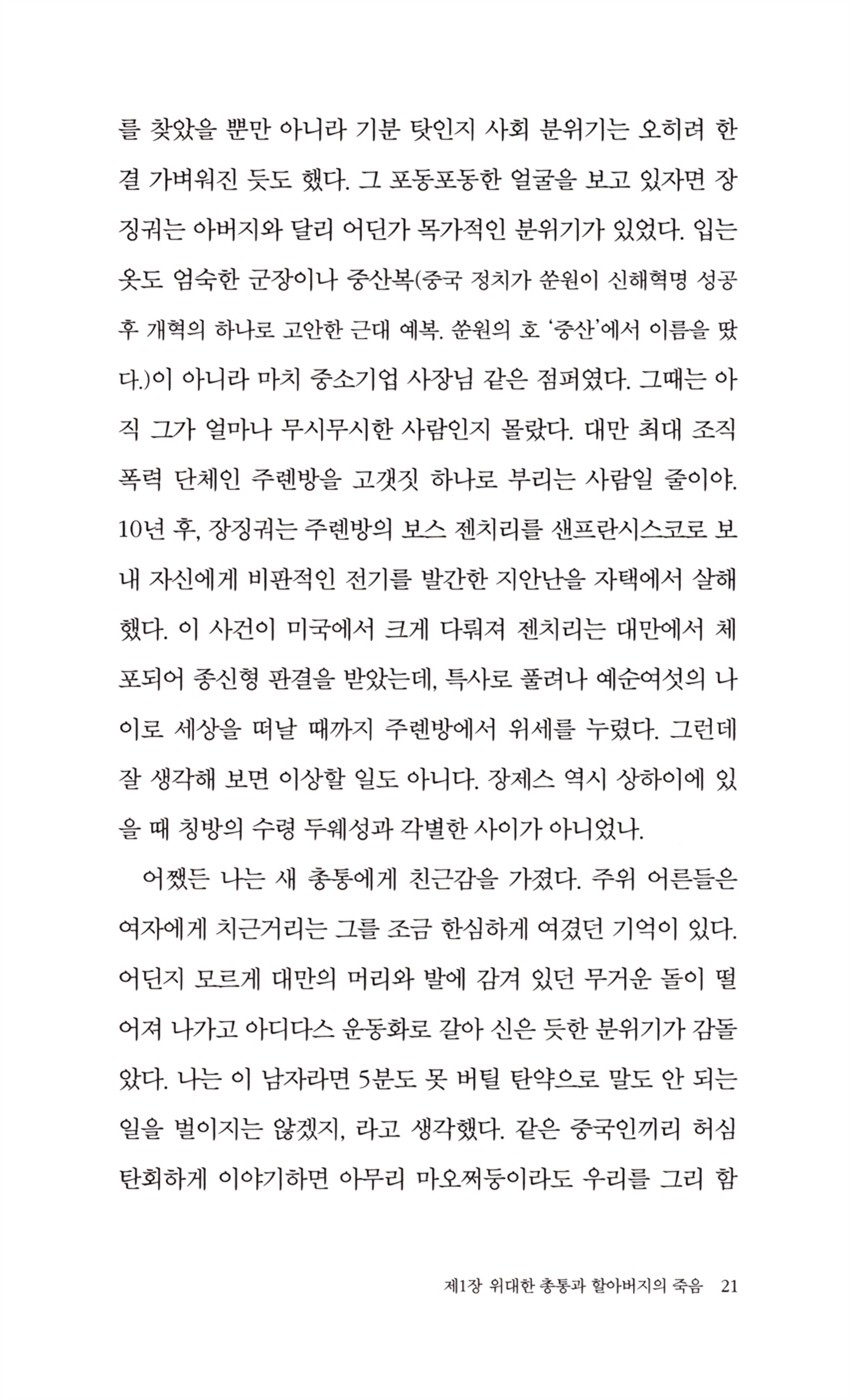 를 찾았을 뿐만 아니라 기분 탓인지 사회 분위기는 오히려 한
결 가벼워진 듯도 했다. 그 포동포동한 얼굴을 보고 있자면 장
징궈는 아버지와 달리 어딘가 목가적인 분위기가 있었다. 입는
옷도 엄숙한 군장이나 중산복(중국 정치가 쑨원이 신해혁명 성공
후 개혁의 하나로 고안한 근대 예복. 쑨원의 호 ‘중산’에서 이름을 땄
다.)이 아니라 마치 중소기업 사장님 같은 점퍼였다. 그때는 아
직 그가 얼마나 무시무시한 사람인지 몰랐다. 대만 최대 조직
폭력 단체인 주롄방을 고갯짓 하나로 부리는 사람일 줄이야.
10년 후, 장징궈는 주롄방의 보스 젠치리를 샌프란시스코로 보
내 자신에게 비판적인 전기를 발간한 지안난을 자택에서 살해
했다. 이 사건이 미국에서 크게 다뤄져 젠치리는 대만에서 체
포되어 종신형 판결을 받았는데, 특사로 풀려나 예순여섯의 나
이로 세상을 떠날 때까지 주롄방에서 위세를 누렸다. 그런데
잘 생각해 보면 이상할 일도 아니다. 장제스 역시 상하이에 있
을 때 칭방의 수령 두웨성과 각별한 사이가 아니었나.
어쨌든 나는 새 총통에게 친근감을 가졌다. 주위 어른들은
여자에게 치근거리는 그를 조금 한심하게 여겼던 기억이 있다.
어딘지 모르게 대만의 머리와 발에 감겨 있던 무거운 돌이 떨
어져 나가고 아디다스 운동화로 갈아 신은 듯한 분위기가 감돌
았다. 나는 이 남자라면 5분도 못 버틸 탄약으로 말도 안 되는
일을 벌이지는 않겠지, 라고 생각했다. 같은 중국인끼리 허심
탄회하게 이야기하면 아무리 마오쩌둥이라도 우리를 그리 함
제1장 위대한 총통과 할아버지의 죽음 21